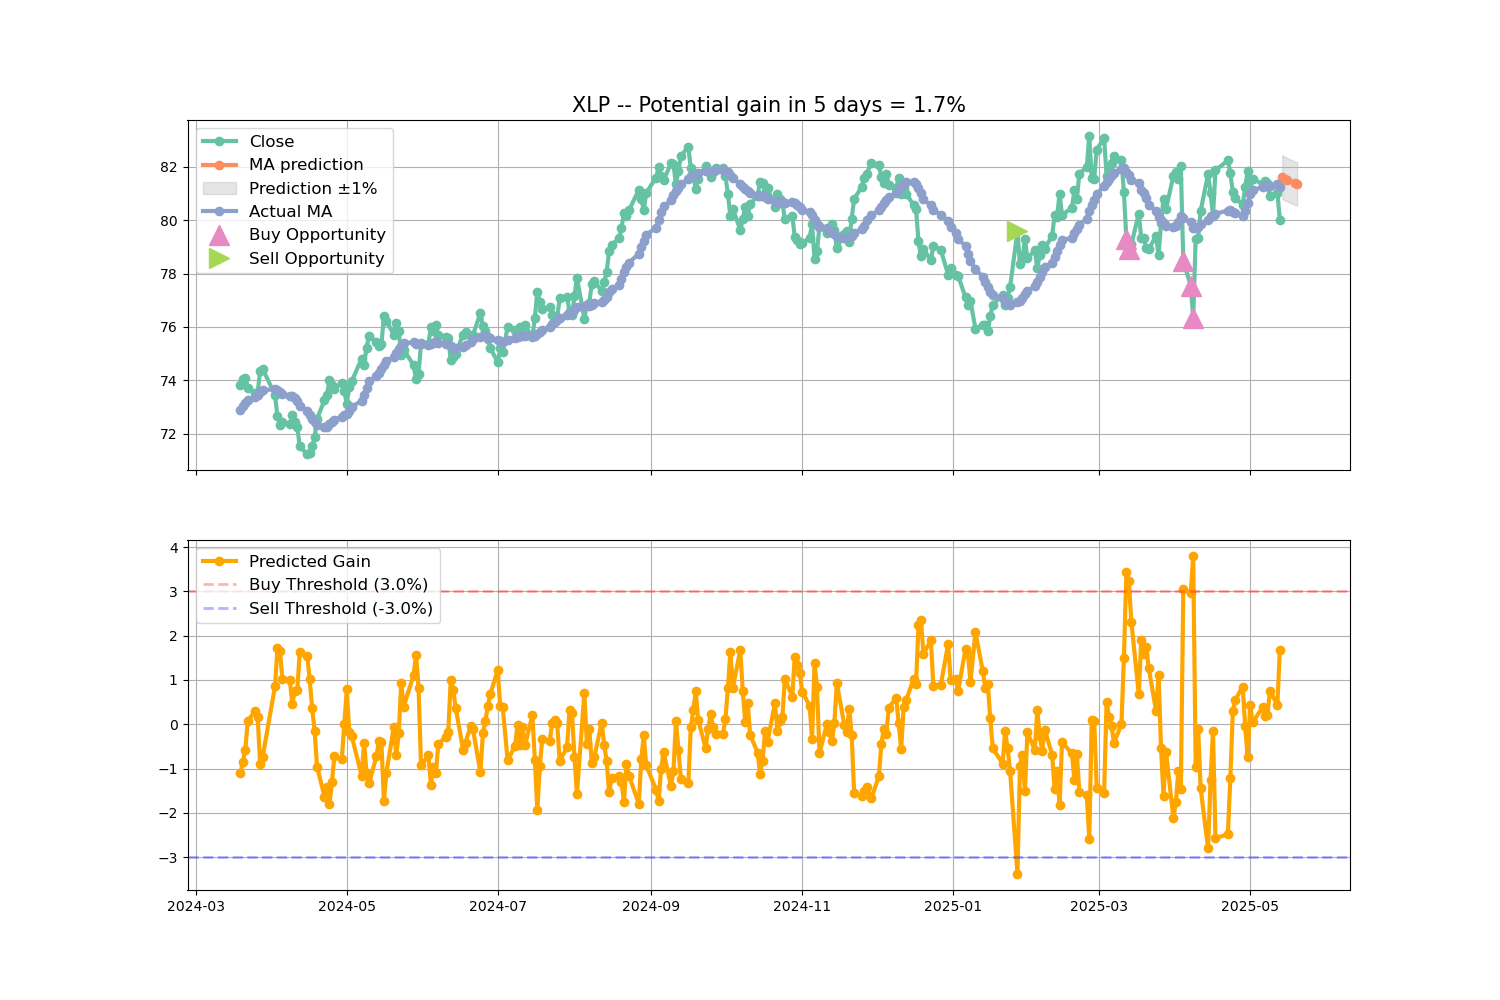 XLP -- Potential gain in 5 days = 1.7%
Close
MA prediction
Prediction ±1%
Actual MA
Buy Opportunity
Sell Opportunity
82
80
78
76
74
72
Predicted Gain
Buy Threshold (3.0%)
Sell Threshold (-3.0%)
4
3
2
1
0
−1
−2
−3
2024-03 2024-05 2024-07 2024-09 2024-11 2025-01 2025-03 2025-05